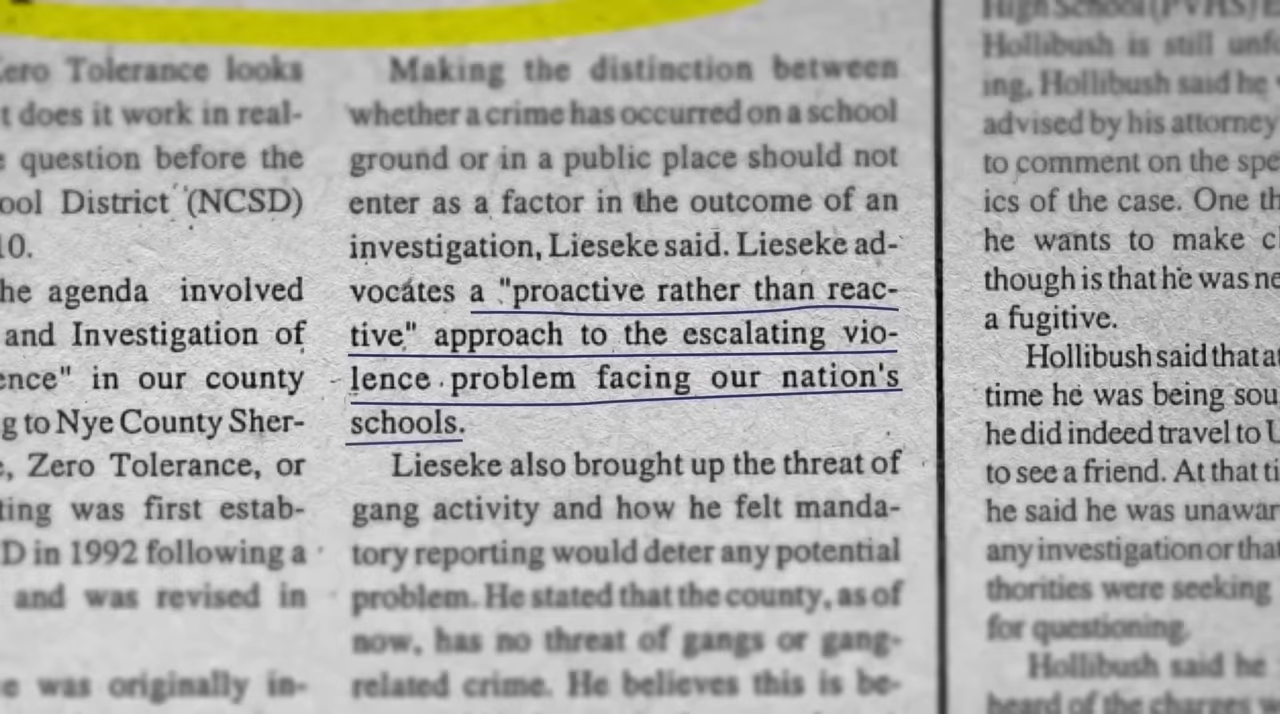 Zero Tolerance looks
t does it work in real-
e question before the
ool District (NCSD)
10.
he agenda involved
and Investigation of
ence" in our county
g to Nye County Sher-
e, Zero Tolerance, or
ting was first estab-
D in 1992 following a
and was revised in
e was originally in-
Making the distinction between
whether a crime has occurred on a school
ground or in a public place should not
enter as a factor in the outcome of an
investigation, Lieseke said. Lieseke ad-
vocates a "proactive rather than reac-
tive" approach to the escalating vio-
lence problem facing our nation's
schools.
Lieseke also brought up the threat of
gang activity and how he felt manda-
tory reporting would deter any potential
problem. He stated that the county, as of
now, has no threat of gangs or gang-
related crime. He believes this is be-
High School (PVHS)
Hollibush is still unf
ing, Hollibush said he
advised by his attorney
to comment on the spe
ics of the case. One th
he wants to make cl
though is that he was ne
a fugitive.
Hollibush said that at
time he was being sou
he did indeed travel to U
to see a friend. At that ti
he said he was unawar
any investigation or that
thorities were seeking
for questioning.
Hollibush said he
heard of the charges w